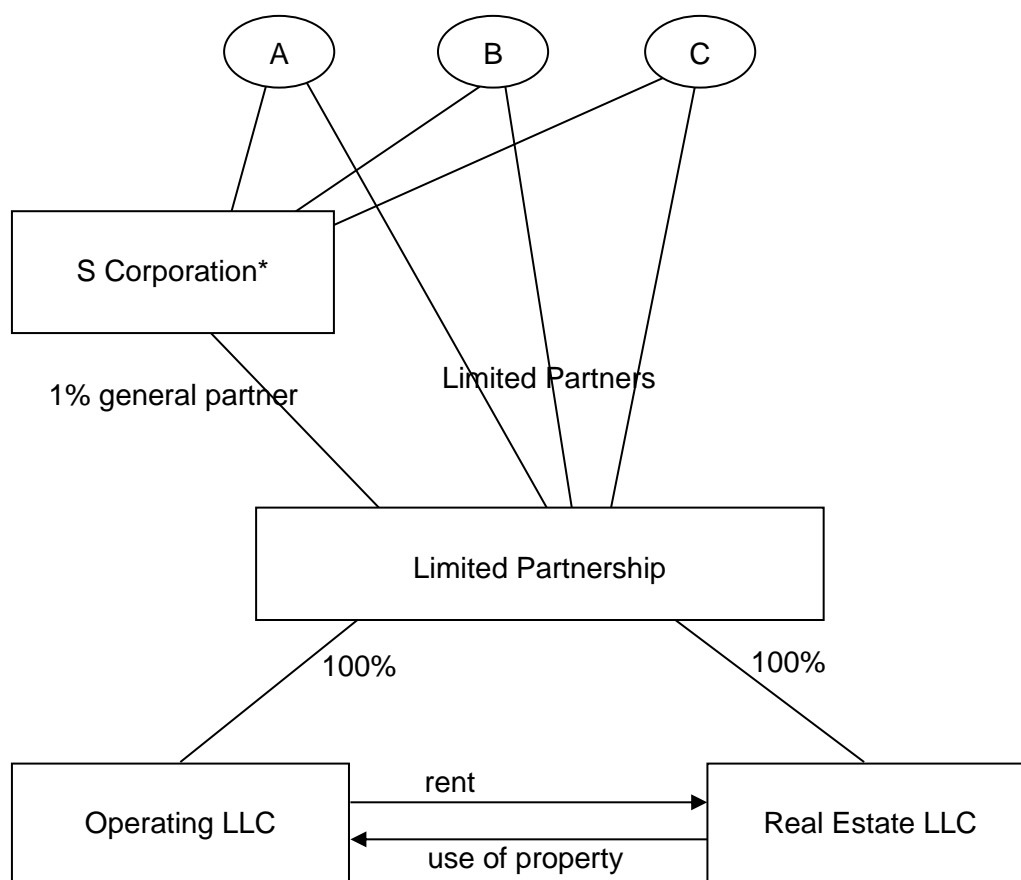 A
B
C
S Corporation*
1% general partner
Limited Partners
Limited Partnership
100%
100%
rent
Operating LLC
Real Estate LLC
use of property